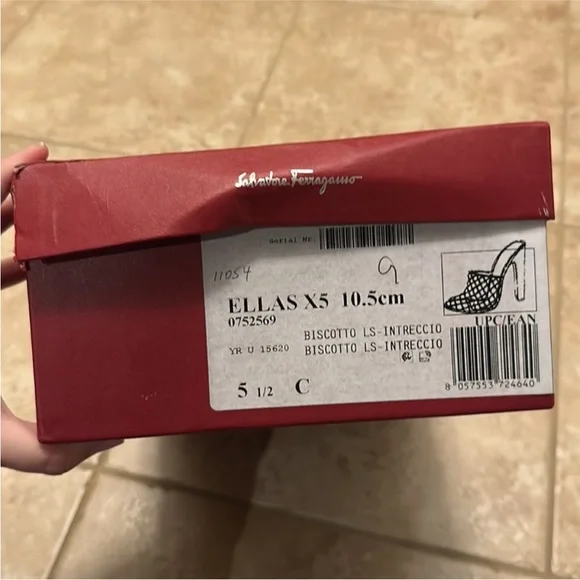 Salvatore Ferragamo
Serial Nr.
11054
9
ELLAS X5 10.5cm
0752569
UPC/EAN
BISCOTTO LS-INTRECCIO
YR U 15620 BISCOTTO LS-INTRECCIO
5 1/2 C
8 057553 724640